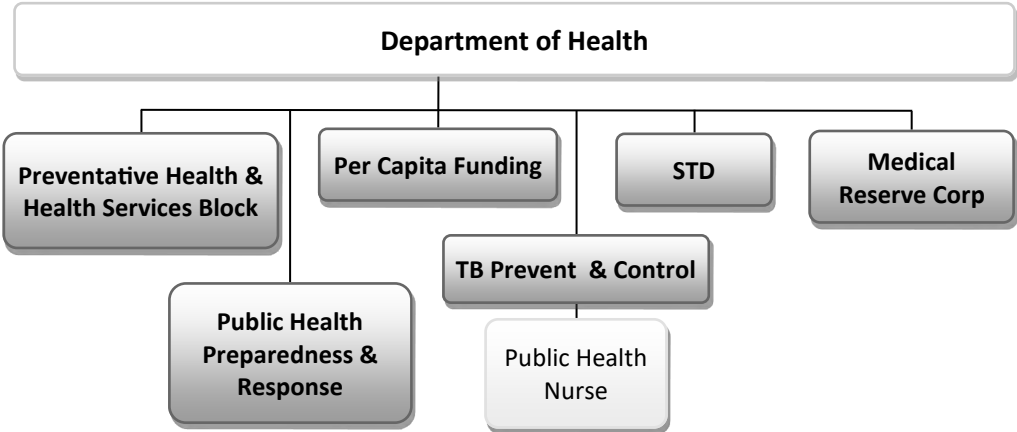 Department of Health
Preventative Health &
Health Services Block
Per Capita Funding
STD
Medical
Reserve Corp
TB Prevent & Control
Public Health
Preparedness &
Response
Public Health
Nurse